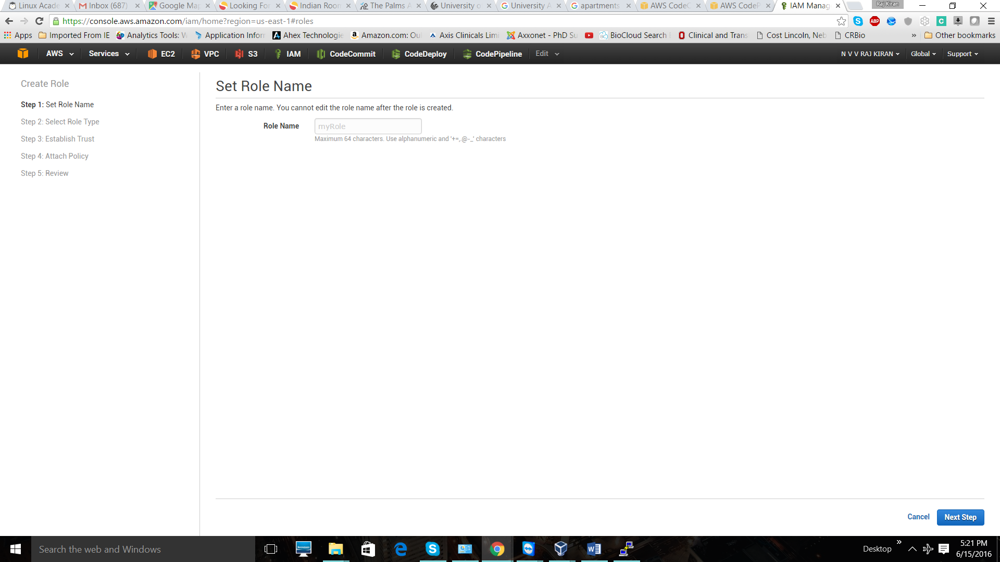 Linux Acade
Inbox (687)
Google Map
Looking For
Indian Room
The Palms A
University o
University A
apartments
AWS CodeC
AWS CodeP
IAM Manag
Raj Kiran
https://console.aws.amazon.com/iam/home?region=us-east-1#roles
ABP
C
Apps
Imported From IE
Analytics Tools: W
Application Inform
Ahex Technologie
Amazon.com: Ou
Axis Clinicals Limi
Axxonet - PhD Su
BioCloud Search
Clinical and Trans
Cost Lincoln, Neb
CRBio
»
Other bookmarks
AWS
Services
EC2
VPC
S3
IAM
CodeCommit
CodeDeploy
CodePipeline
Edit
N V V RAJ KIRAN
Global
Support
Create Role
Step 1: Set Role Name
Step 2: Select Role Type
Step 3: Establish Trust
Step 4: Attach Policy
Step 5: Review
Set Role Name
Enter a role name. You cannot edit the role name after the role is created.
Role Name
myRole
Maximum 64 characters. Use alphanumeric and '+=,.@-_' characters
Cancel
Next Step
Search the web and Windows
Desktop
»
5:21 PM
6/15/2016